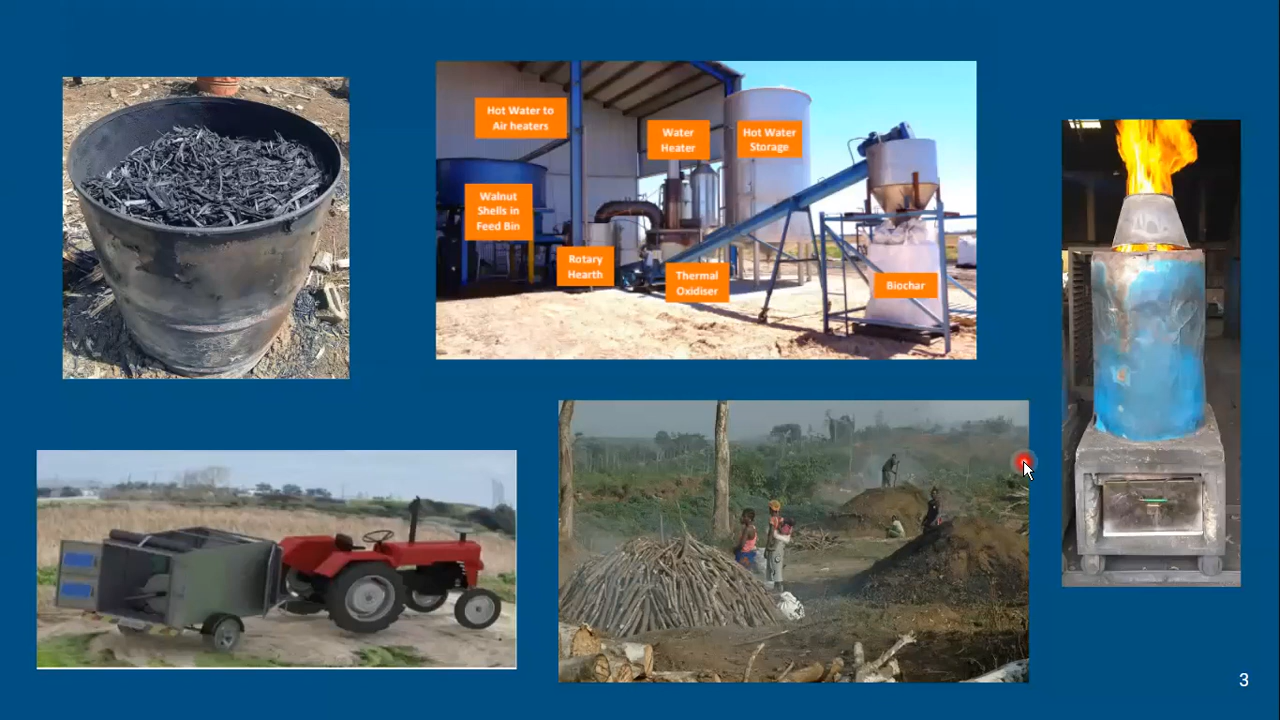 Hot Water to
Air heaters
Water
Heater
Hot Water
Storage
Walnut
Shells in
Feed Bin
Rotary
Hearth
Thermal
Oxidiser
Biochar
3